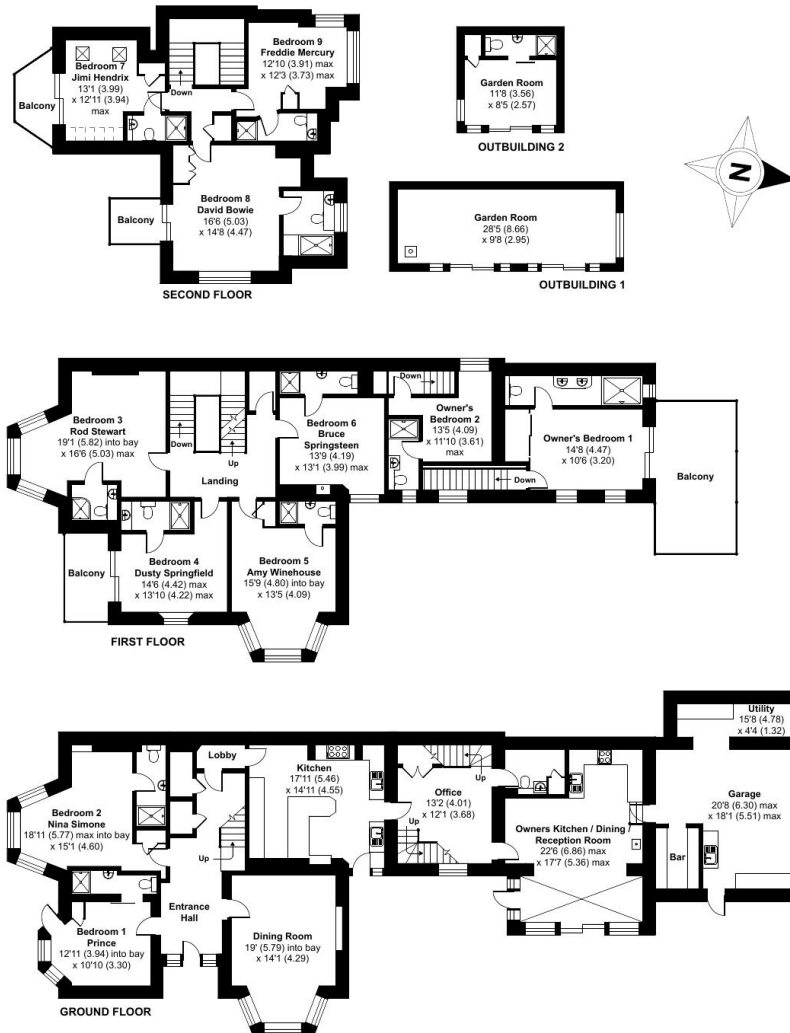 Bedroom 7
Jimi Hendrix
13'1 (3.99)
x 12'11 (3.94)
max
Balcony
Down
Bedroom 9
Freddie Mercury
12'10 (3.91) max
x 12'3 (3.73) max
Bedroom 8
David Bowie
16'6 (5.03)
x 14'8 (4.47)
Balcony
SECOND FLOOR
Garden Room
11'8 (3.56)
x 8'5 (2.57)
OUTBUILDING 2
N
Garden Room
28'5 (8.66)
x 9'8 (2.95)
OUTBUILDING 1
Bedroom 3
Rod Stewart
19'1 (5.82) into bay
x 16'6 (5.03) max
Down
Up
Landing
Bedroom 6
Bruce
Springsteen
13'9 (4.19)
x 13'1 (3.99) max
Down
Owner's
Bedroom 2
13'5 (4.09)
x 11'10 (3.61)
max
Owner's Bedroom 1
14'8 (4.47)
x 10'6 (3.20)
Down
Balcony
Balcony
Bedroom 4
Dusty Springfield
14'6 (4.42) max
x 13'10 (4.22) max
Bedroom 5
Amy Winehouse
15'9 (4.80) into bay
x 13'5 (4.09)
FIRST FLOOR
Bedroom 2
Nina Simone
18'11 (5.77) max into bay
x 15'1 (4.60)
Lobby
Up
Kitchen
17'11 (5.46)
x 14'11 (4.55)
Up
Office
13'2 (4.01)
x 12'1 (3.68)
Up
Owners Kitchen / Dining /
Reception Room
22'6 (6.86) max
x 17'7 (5.36) max
Utility
15'8 (4.78)
x 4'4 (1.32)
Garage
20'8 (6.30) max
x 18'1 (5.51) max
Bar
Bedroom 1
Prince
12'11 (3.94) into bay
x 10'10 (3.30)
Entrance
Hall
Dining Room
19' (5.79) into bay
x 14'1 (4.29)
GROUND FLOOR